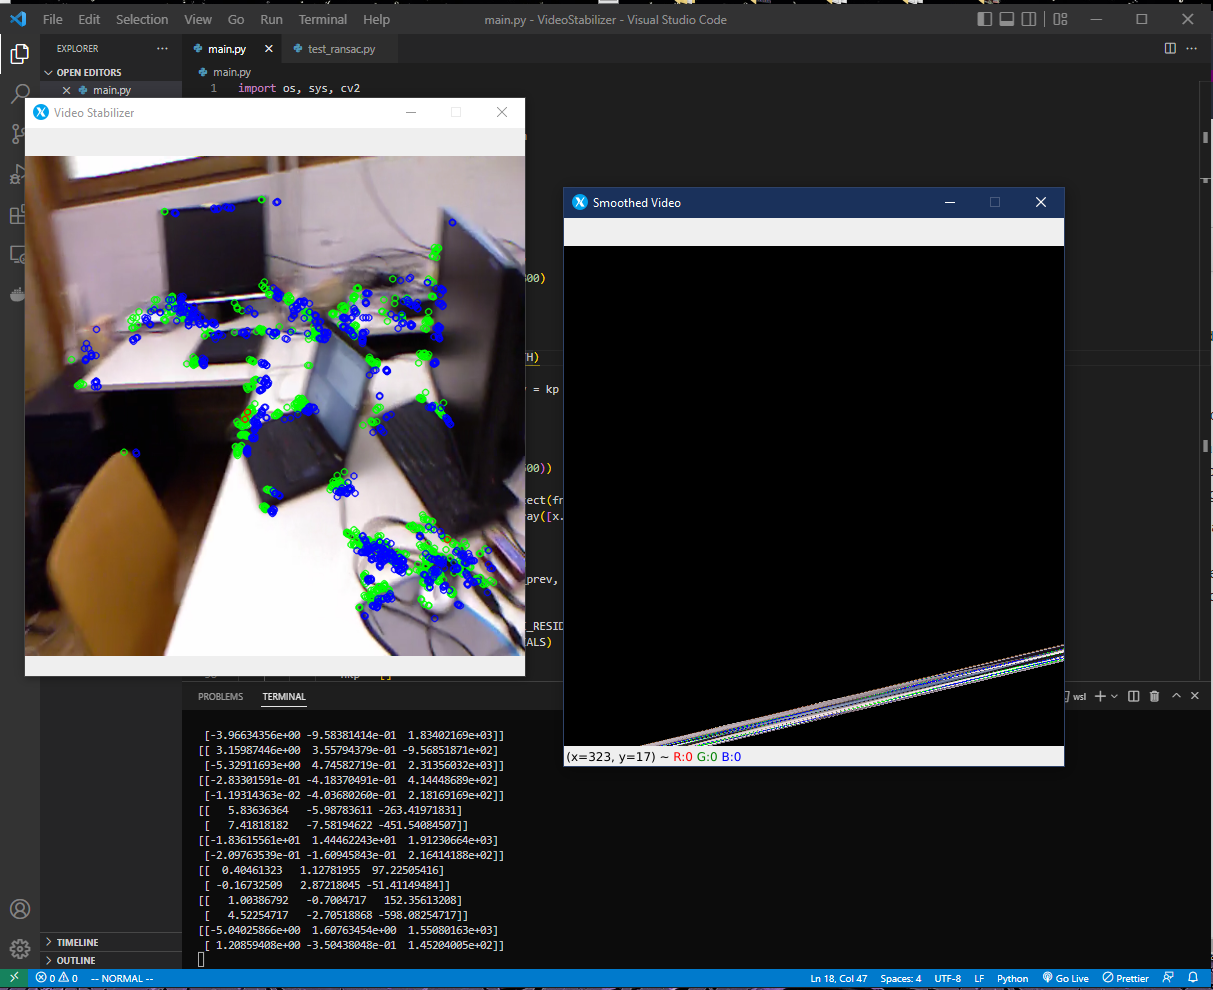 File Edit Selection View Go Run Terminal Help main.py - VideoStabilizer - Visual Studio Code
EXPLORER ... main.py test_ransac.py
OPEN EDITORS
main.py
main.py
1 import os, sys, cv2
Video Stabilizer
Smoothed Video
(x=323, y=17) ~ R:0 G:0 B:0
= kp
PROBLEMS TERMINAL
wsl
[-3.96634356e+00 -9.58381414e-01 1.83402169e+03]]
[[ 3.15987446e+00 3.55794379e-01 -9.56851871e+02]
[-5.32911693e+00 4.74582719e-01 2.31356032e+03]]
[[-2.83301591e-01 -4.18370491e-01 4.14448689e+02]
[-1.19314363e-02 -4.03680260e-01 2.18169169e+02]]
[[ 5.83636364 -5.98783611 -263.41971831]
[ 7.41818182 -7.58194622 -451.54084507]]
[[-1.83615561e+01 1.44462243e+01 1.91230664e+03]
[-2.09763539e-01 -1.60945843e-01 2.16414188e+02]]
[[ 0.40461323 1.12781955 97.22505416]
[ -0.16732509 2.87218045 -51.41149484]]
[[ 1.00386792 -0.7004717 152.35613208]
[ 4.52254717 -2.70518868 -598.08254717]]
[[-5.04025866e+00 1.60763454e+00 1.55080163e+03]
[ 1.20859408e+00 -3.50438048e-01 1.45204005e+02]]
TIMELINE
OUTLINE
0 0 -- NORMAL -- Ln 18, Col 47 Spaces: 4 UTF-8 LF Python Go Live Prettier